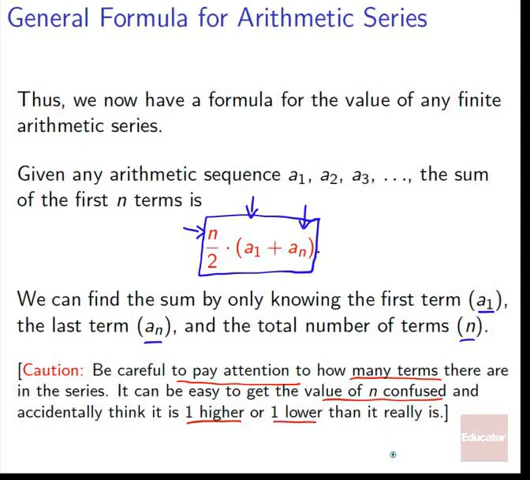 General Formula for Arithmetic Series
Thus, we now have a formula for the value of any finite
arithmetic series.
Given any arithmetic sequence a₁, a₂, a₃, . . ., the sum
of the first n terms is
n/2 · (a₁ + aₙ).
We can find the sum by only knowing the first term (a₁),
the last term (aₙ), and the total number of terms (n).
[Caution: Be careful to pay attention to how many terms there are
in the series. It can be easy to get the value of n confused and
accidentally think it is 1 higher or 1 lower than it really is.]
Educator